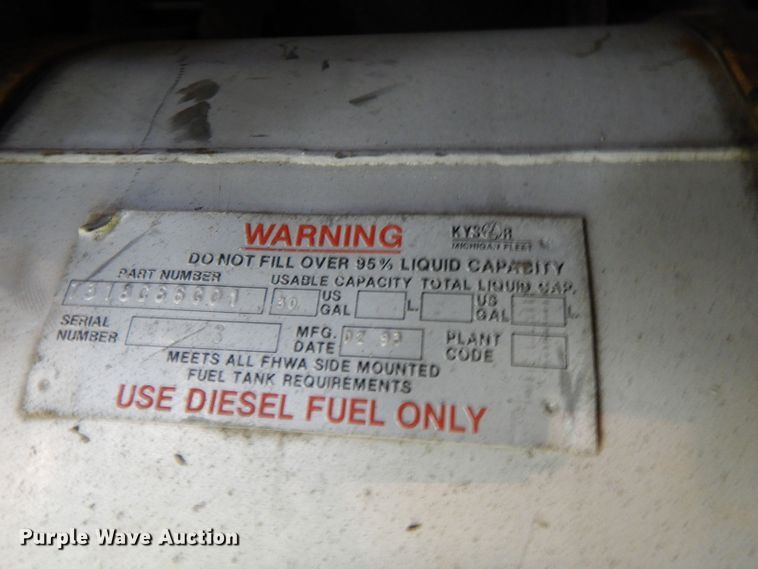 WARNING
KYSOR
MICHIGAN FLEET
DO NOT FILL OVER 95% LIQUID CAPACITY
PART NUMBER
USABLE CAPACITY TOTAL LIQUID CAP.
US GAL L. US GAL L.
SERIAL NUMBER
MFG. DATE
PLANT CODE
MEETS ALL FHWA SIDE MOUNTED
FUEL TANK REQUIREMENTS
USE DIESEL FUEL ONLY
Purple Wave Auction